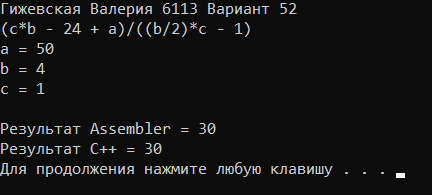 Гижевская Валерия 6113 Вариант 52
(c*b - 24 + a)/((b/2)*c - 1)
a = 50
b = 4
c = 1
Результат Assembler = 30
Результат C++ = 30
Для продолжения нажмите любую клавишу . . .